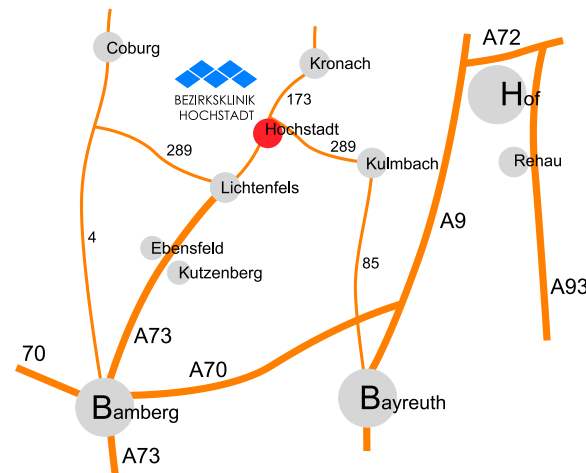 A72
Coburg
Kronach
BEZIRKSKLINIK
HOCHSTADT
173
Hof
Hochstadt
289
289
Kulmbach
Rehau
Lichtenfels
4
Ebensfeld
A9
Kutzenberg
85
A93
A73
70
A70
Bamberg
Bayreuth
A73